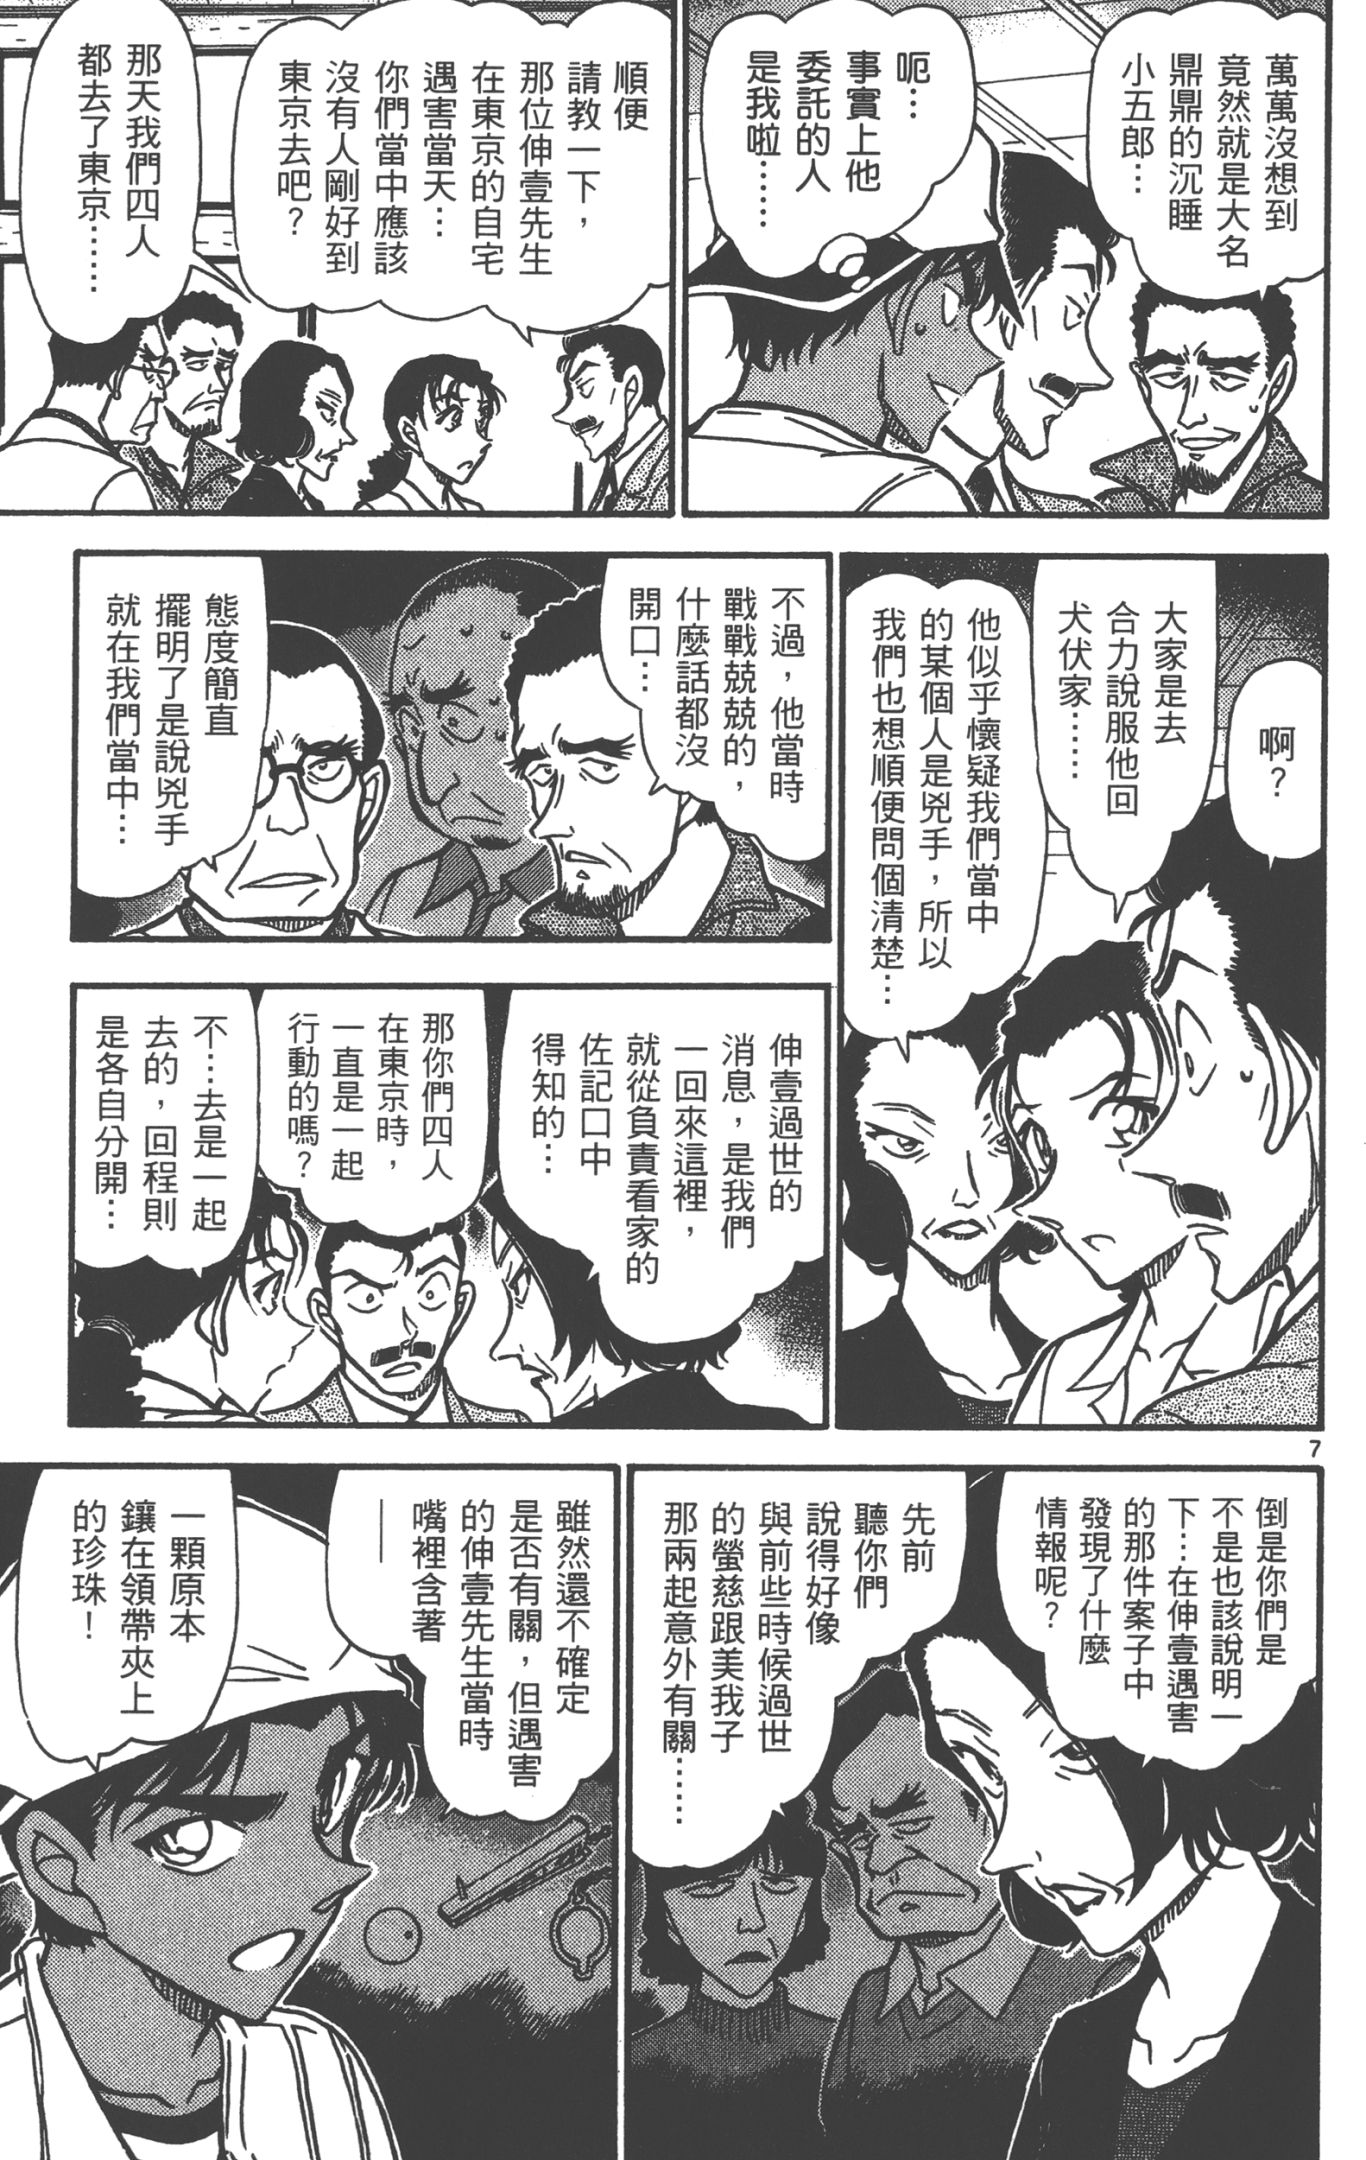 萬萬沒想到
竟然就是大名
鼎鼎的沉睡
小五郎…
呃…
事實上他
委託的人
是我啦……
順便
請教一下，
那位伸壹先生
在東京的自宅
遇害當天…
你們當中應該
沒有人剛好到
東京去吧？
那天我們四人
都去了東京……
啊？
大家是去
合力說服他回
犬伏家……
他似乎懷疑我們當中
的某個人是兇手，所以
我們也想順便問個清楚…
不過，他當時
戰戰兢兢的，
什麼話都沒
開口…
態度簡直
擺明了是說兇手
就在我們當中…
伸壹過世的
消息，是我們
一回來這裡，
就從負責看家的
佐記口中
得知的…
那你們四人
在東京時，
一直是一起
行動的嗎？
不…去是一起
去的，回程則
是各自分開…
7
倒是你們是
不是也該說明一
下…在伸壹遇害
的那件案子中
發現了什麼
情報呢？
先前
聽你們
說得好像
與前些時候過世
的螢慈跟美我子
那兩起意外有關……
雖然還不確定
是否有關，但遇害
的伸壹先生當時
嘴裡含著
——
一顆原本
鑲在領帶夾上
的珍珠！